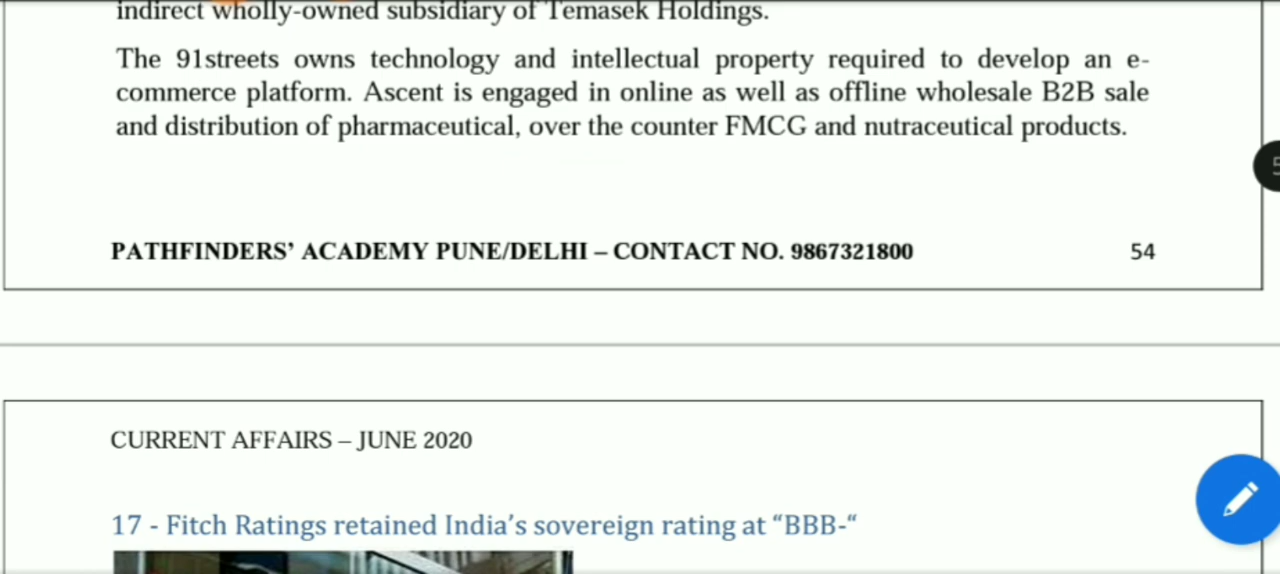 indirect wholly-owned subsidiary of Temasek Holdings.
The 91streets owns technology and intellectual property required to develop an e-
commerce platform. Ascent is engaged in online as well as offline wholesale B2B sale
and distribution of pharmaceutical, over the counter FMCG and nutraceutical products.
5
PATHFINDERS’ ACADEMY PUNE/DELHI – CONTACT NO. 9867321800 54
CURRENT AFFAIRS – JUNE 2020
17 - Fitch Ratings retained India’s sovereign rating at “BBB-“